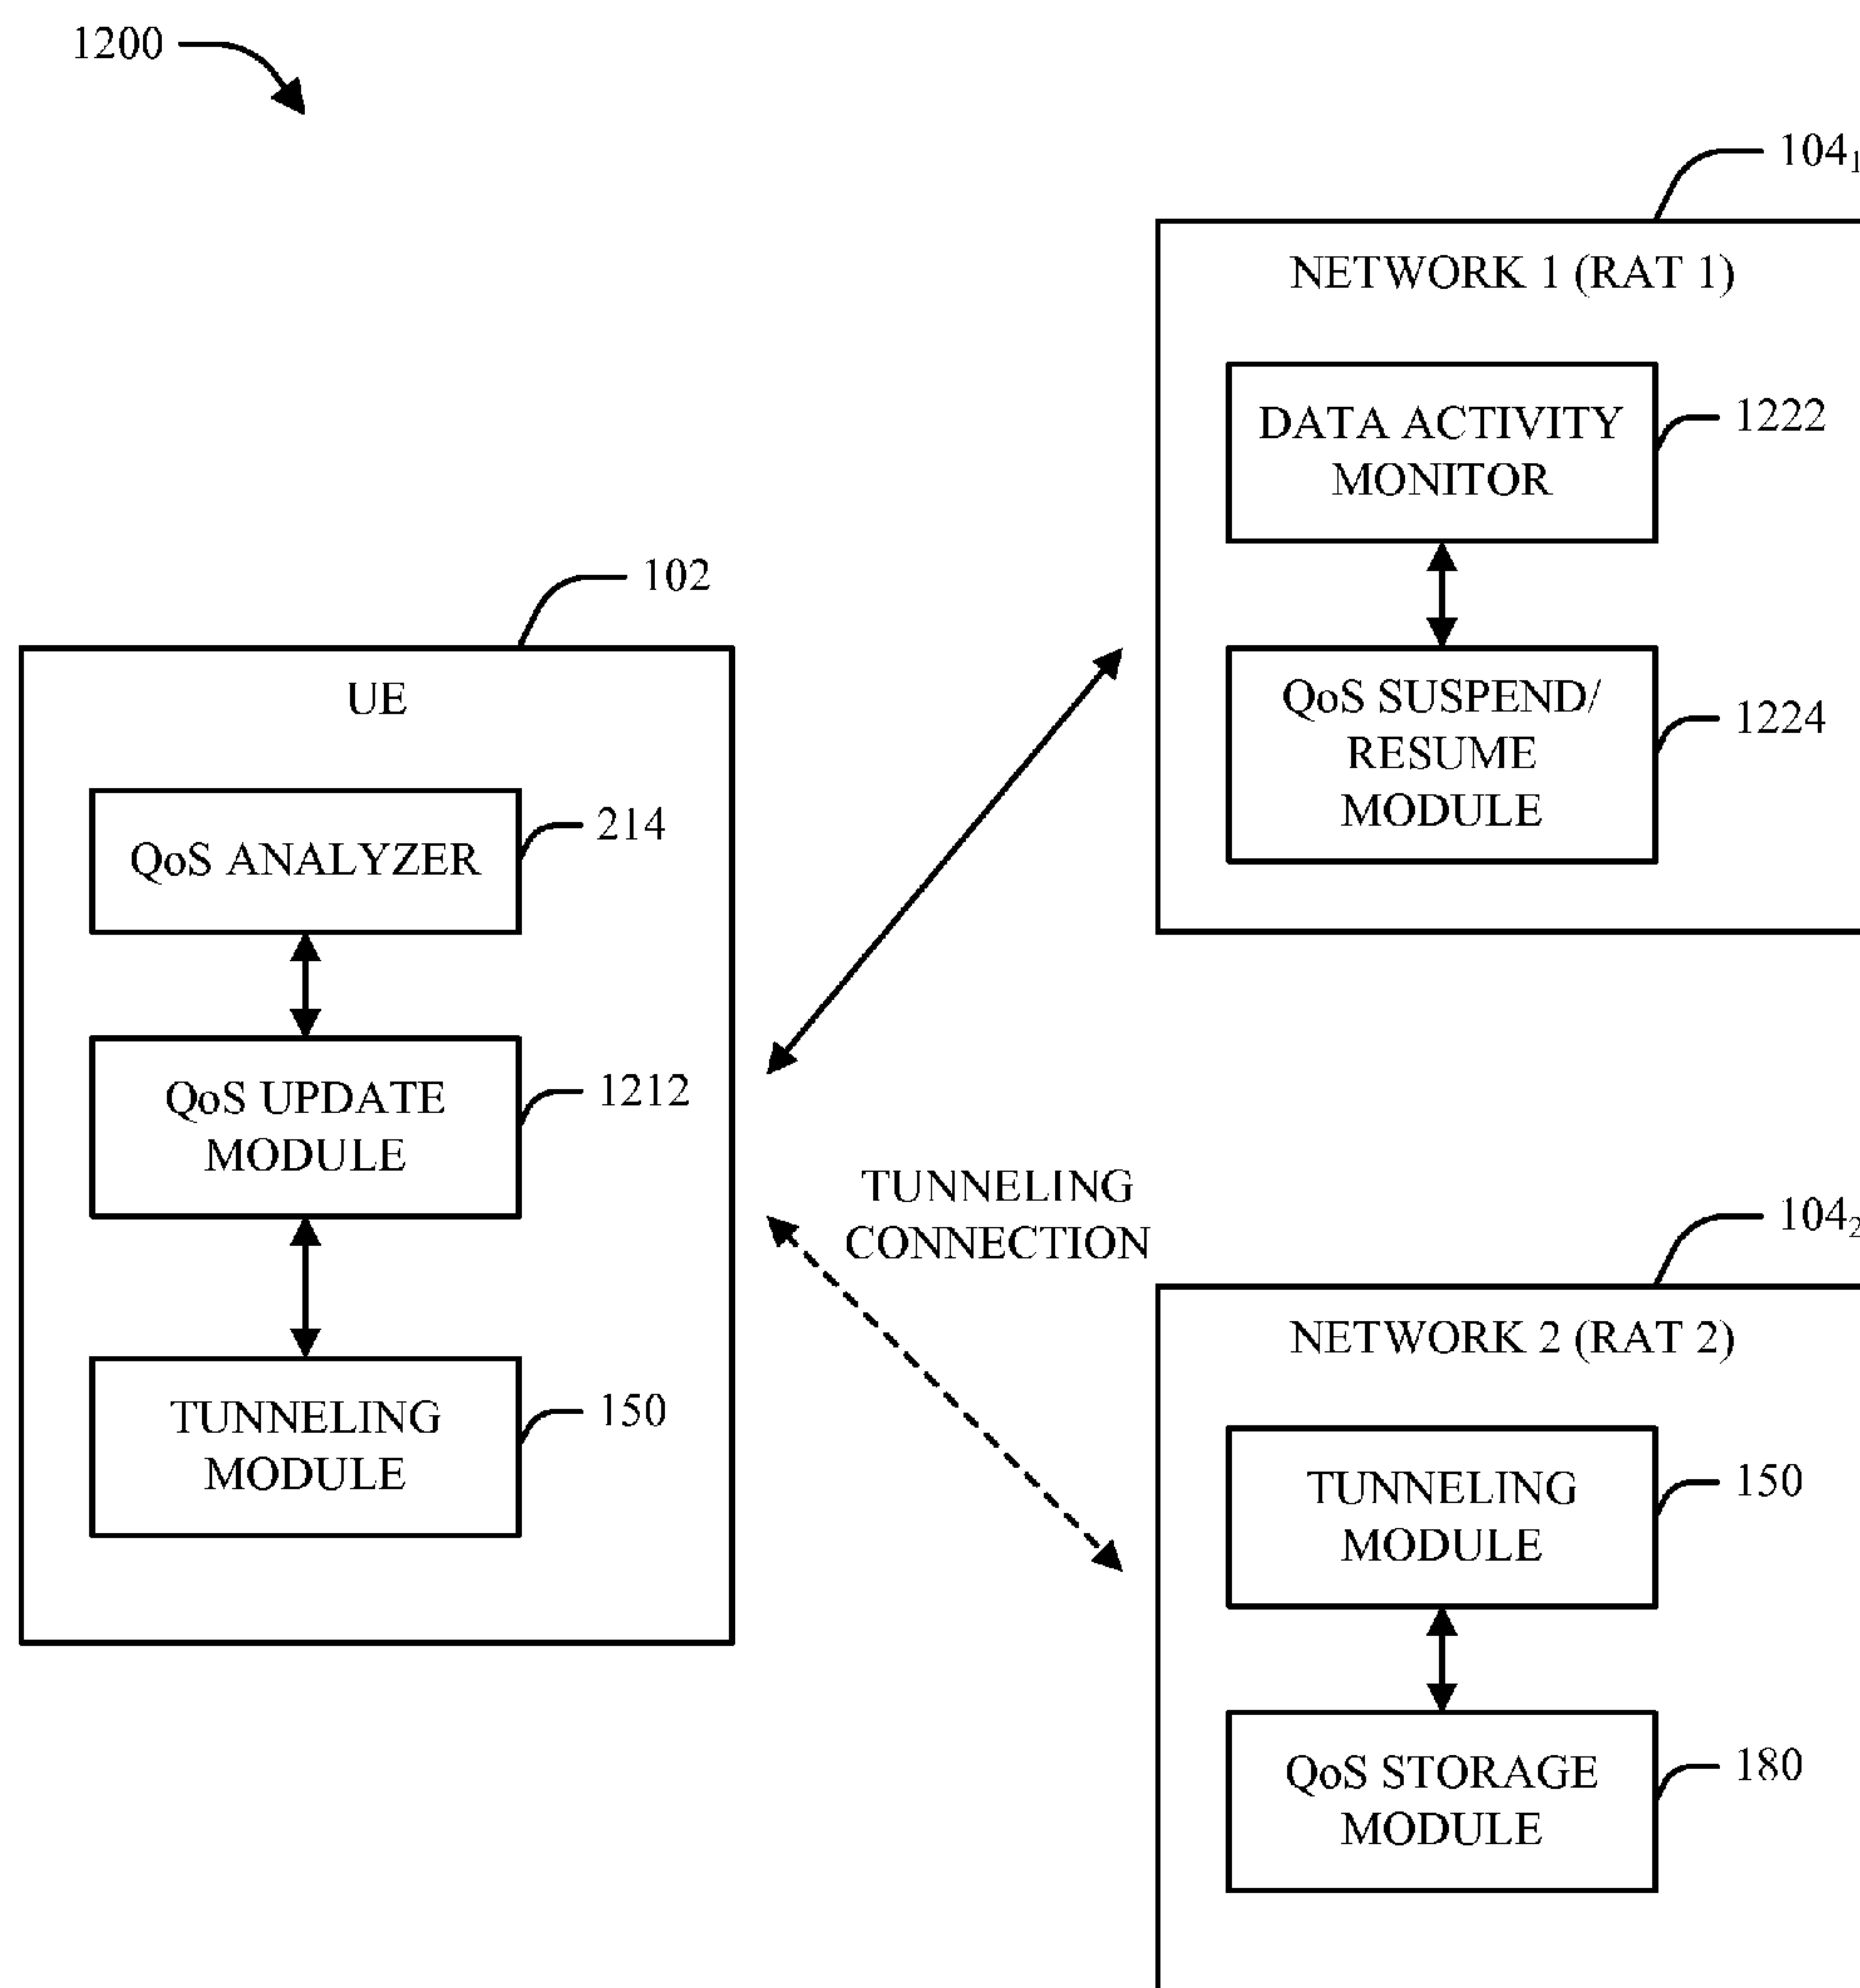 1200
104₁
NETWORK 1 (RAT 1)
DATA ACTIVITY
MONITOR
1222
QoS SUSPEND/
RESUME
MODULE
1224
102
UE
QoS ANALYZER
214
QoS UPDATE
MODULE
1212
TUNNELING
MODULE
150
TUNNELING
CONNECTION
104₂
NETWORK 2 (RAT 2)
TUNNELING
MODULE
150
QoS STORAGE
MODULE
180